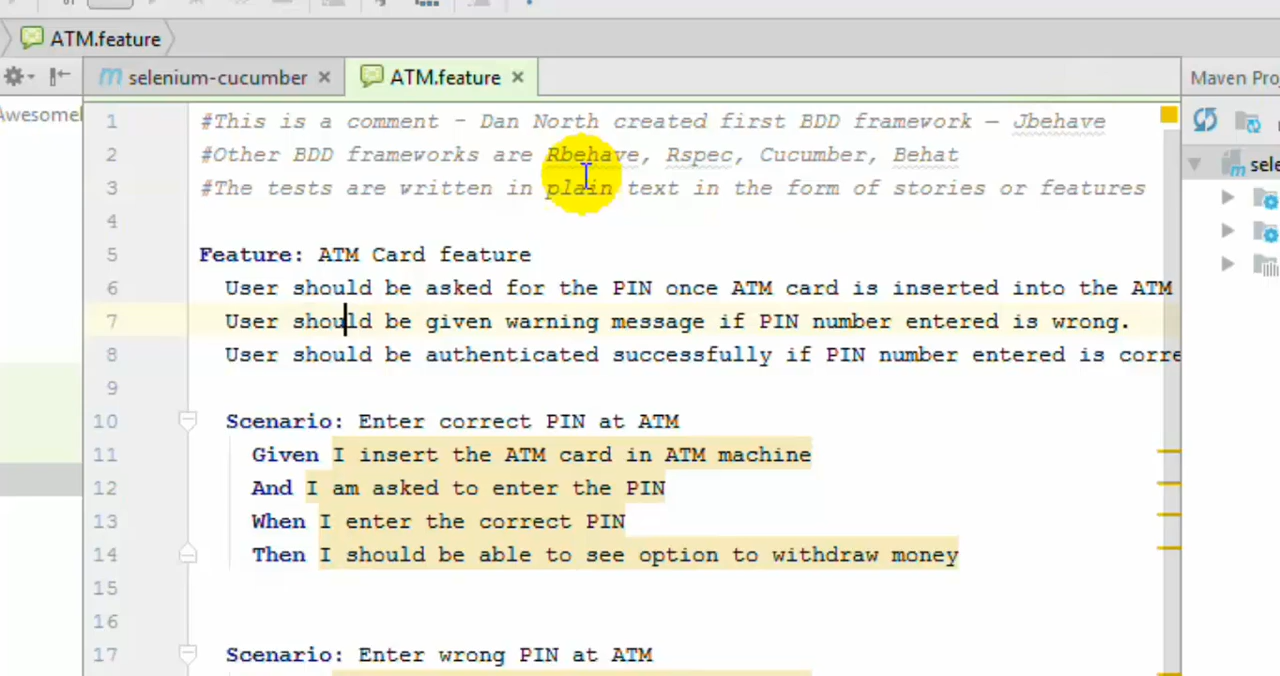 ATM.feature
selenium-cucumber
ATM.feature
Maven
1 #This is a comment - Dan North created first BDD framework – Jbehave
2 #Other BDD frameworks are Rbehave, Rspec, Cucumber, Behat
3 #The tests are written in plain text in the form of stories or features
4
5 Feature: ATM Card feature
6 User should be asked for the PIN once ATM card is inserted into the ATM
7 User should be given warning message if PIN number entered is wrong.
8 User should be authenticated successfully if PIN number entered is
9
10 Scenario: Enter correct PIN at ATM
11 Given I insert the ATM card in ATM machine
12 And I am asked to enter the PIN
13 When I enter the correct PIN
14 Then I should be able to see option to withdraw money
15
16
17 Scenario: Enter wrong PIN at ATM